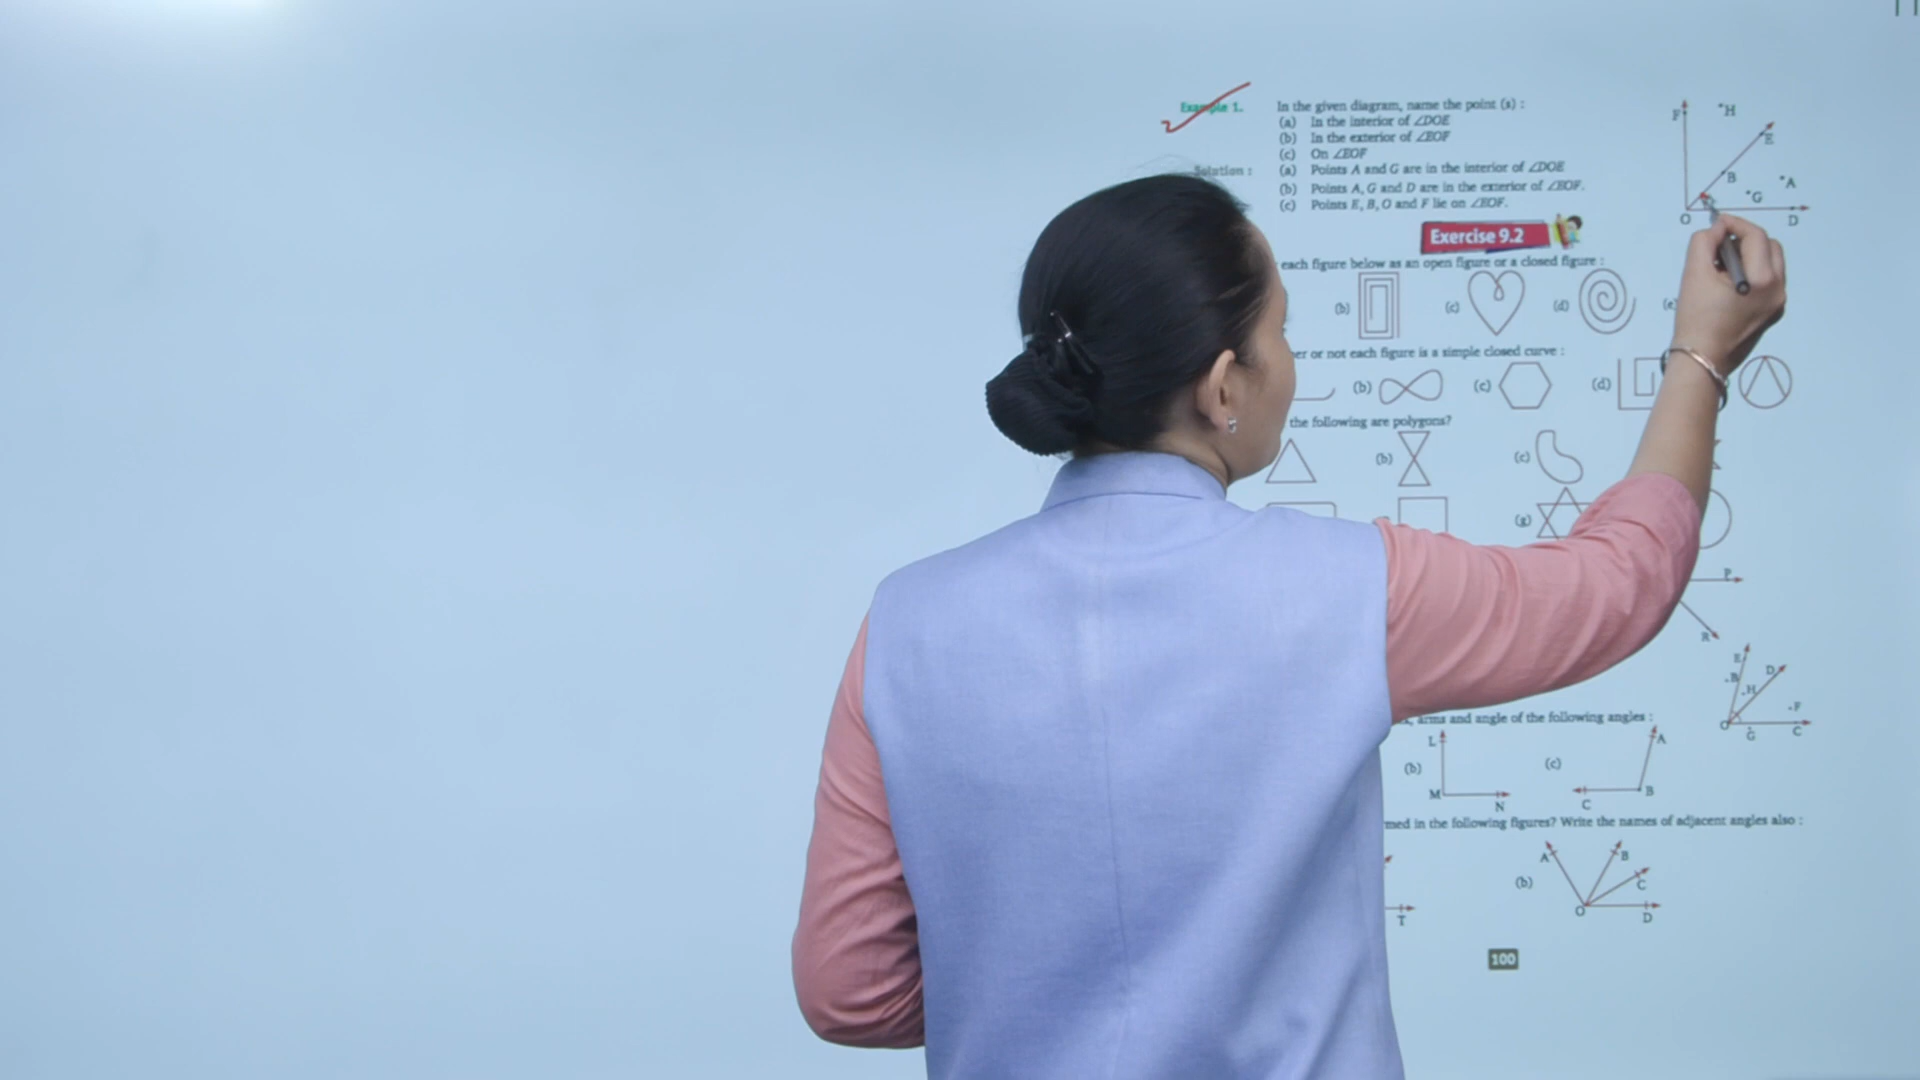 Example 1.
In the given diagram, name the point (s) :
(a) In the interior of ∠DOE
(b) In the exterior of ∠EOF
(c) On ∠EOF
Solution :
(a) Points A and G are in the interior of ∠DOE
(b) Points A, G and D are in the exterior of ∠EOF.
(c) Points E, B, O and F lie on ∠EOF.
F H E B A G O D
Exercise 9.2
each figure below as an open figure or a closed figure :
(b) (c) (d) (e)
or not each figure is a simple closed curve :
(b) (c) (d)
the following are polygons?
(b) (c)
(g)
P
R
E D B H F O G C
arms and angle of the following angles :
(b) L M N
(c) A B C
in the following figures? Write the names of adjacent angles also :
T
(b) A B C O D
100